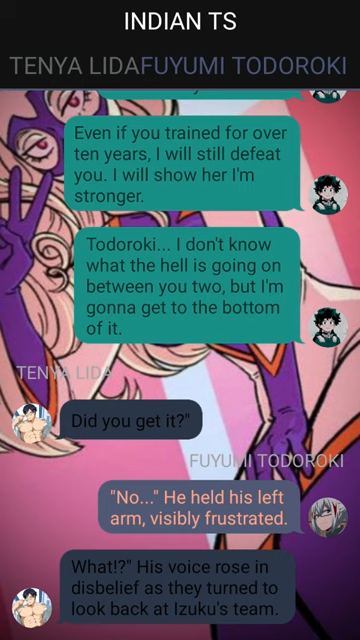 INDIAN TS
TENYA LIDAFUYUMI TODOROKI
Even if you trained for over
ten years, I will still defeat
you. I will show her I'm
stronger.
Todoroki... I don't know
what the hell is going on
between you two, but I'm
gonna get to the bottom
of it.
TENYA LIDA
Did you get it?"
FUYUMI TODOROKI
"No..." He held his left
arm, visibly frustrated.
What!?" His voice rose in
disbelief as they turned to
look back at Izuku's team.